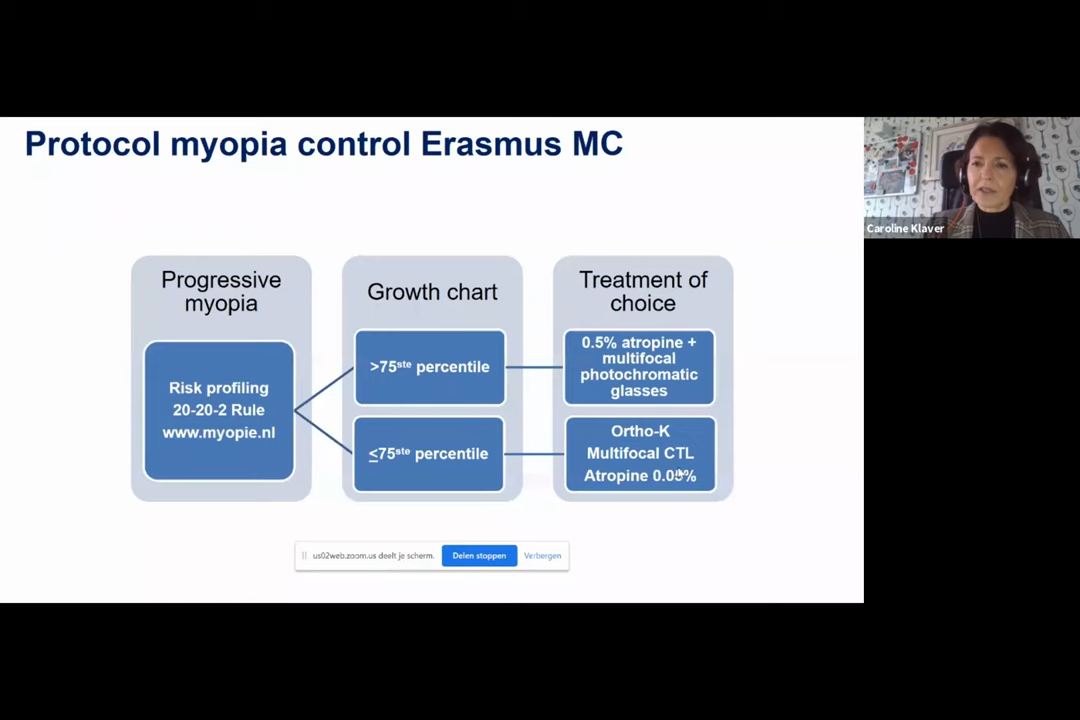 Protocol myopia control Erasmus MC
Caroline Klaver
Progressive
myopia
Risk profiling
20-20-2 Rule
www.myopie.nl
Growth chart
>75ste percentile
≤75ste percentile
Treatment of
choice
0.5% atropine +
multifocal
photochromatic
glasses
Ortho-K
Multifocal CTL
Atropine 0.05%
us02web.zoom.us deelt je scherm.
Delen stoppen
Verbergen